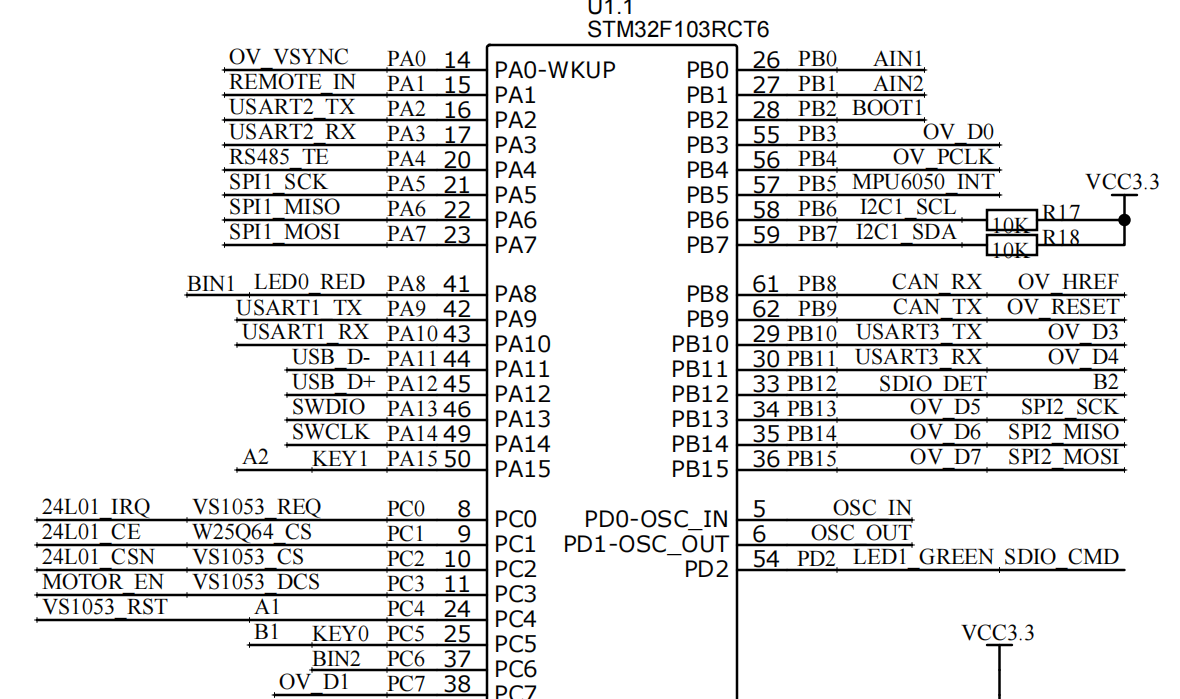 U1.1
STM32F103RCT6
OV_VSYNC PA0 14 PA0-WKUP PB0 26 PB0 AIN1
REMOTE_IN PA1 15 PA1 PB1 27 PB1 AIN2
USART2_TX PA2 16 PA2 PB2 28 PB2 BOOT1
USART2_RX PA3 17 PA3 PB3 55 PB3 OV_D0
RS485_TE PA4 20 PA4 PB4 56 PB4 OV_PCLK
SPI1_SCK PA5 21 PA5 PB5 57 PB5 MPU6050_INT VCC3.3
SPI1_MISO PA6 22 PA6 PB6 58 PB6 I2C1_SCL 10K R17
SPI1_MOSI PA7 23 PA7 PB7 59 PB7 I2C1_SDA 10K R18
BIN1 LED0_RED PA8 41 PA8 PB8 61 PB8 CAN_RX OV_HREF
USART1_TX PA9 42 PA9 PB9 62 PB9 CAN_TX OV_RESET
USART1_RX PA10 43 PA10 PB10 29 PB10 USART3_TX OV_D3
USB_D- PA11 44 PA11 PB11 30 PB11 USART3_RX OV_D4
USB_D+ PA12 45 PA12 PB12 33 PB12 SDIO_DET B2
SWDIO PA13 46 PA13 PB13 34 PB13 OV_D5 SPI2_SCK
SWCLK PA14 49 PA14 PB14 35 PB14 OV_D6 SPI2_MISO
A2 KEY1 PA15 50 PA15 PB15 36 PB15 OV_D7 SPI2_MOSI
24L01_IRQ VS1053_REQ PC0 8 PC0 PD0-OSC_IN 5 OSC_IN
24L01_CE W25Q64_CS PC1 9 PC1 PD1-OSC_OUT 6 OSC_OUT
24L01_CSN VS1053_CS PC2 10 PC2 PD2 54 PD2 LED1_GREEN SDIO_CMD
MOTOR_EN VS1053_DCS PC3 11 PC3
VS1053_RST A1 PC4 24 PC4
B1 KEY0 PC5 25 PC5 VCC3.3
BIN2 PC6 37 PC6
OV_D1 PC7 38 PC7